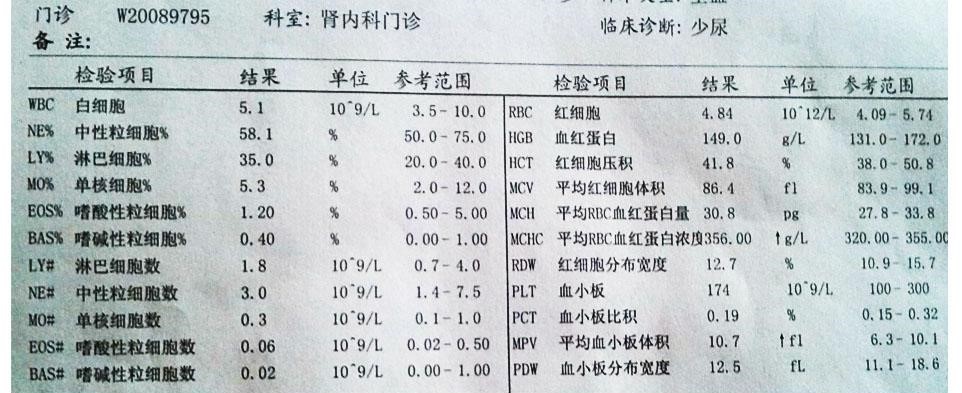 门诊 W20089795 科室: 肾内科门诊 临床诊断: 少尿
备 注:
检验项目 结果 单位 参考范围 检验项目 结果 单位 参考范围
WBC 白细胞 5.1 10^9/L 3.5- 10.0 RBC 红细胞 4.84 10^12/L 4.09- 5.74
NE% 中性粒细胞% 58.1 % 50.0- 75.0 HGB 血红蛋白 149.0 g/L 131.0- 172.0
LY% 淋巴细胞% 35.0 % 20.0- 40.0 HCT 红细胞压积 41.8 % 38.0- 50.8
MO% 单核细胞% 5.3 % 2.0- 12.0 MCV 平均红细胞体积 86.4 fl 83.9- 99.1
EOS% 嗜酸性粒细胞% 1.20 % 0.50- 5.00 MCH 平均RBC血红蛋白量 30.8 pg 27.8- 33.8
BAS% 嗜碱性粒细胞% 0.40 % 0.00- 1.00 MCHC 平均RBC血红蛋白浓度 356.00 ↑g/L 320.00- 355.00
LY# 淋巴细胞数 1.8 10^9/L 0.7- 4.0 RDW 红细胞分布宽度 12.7 % 10.9- 15.7
NE# 中性粒细胞数 3.0 10^9/L 1.4- 7.5 PLT 血小板 174 10^9/L 100- 300
MO# 单核细胞数 0.3 10^9/L 0.1- 1.0 PCT 血小板比积 0.19 % 0.15- 0.32
EOS# 嗜酸性粒细胞数 0.06 10^9/L 0.02- 0.50 MPV 平均血小板体积 10.7 ↑fl 6.3- 10.1
BAS# 嗜碱性粒细胞数 0.02 10^9/L 0.00- 1.00 PDW 血小板分布宽度 12.5 fL 11.1- 18.6